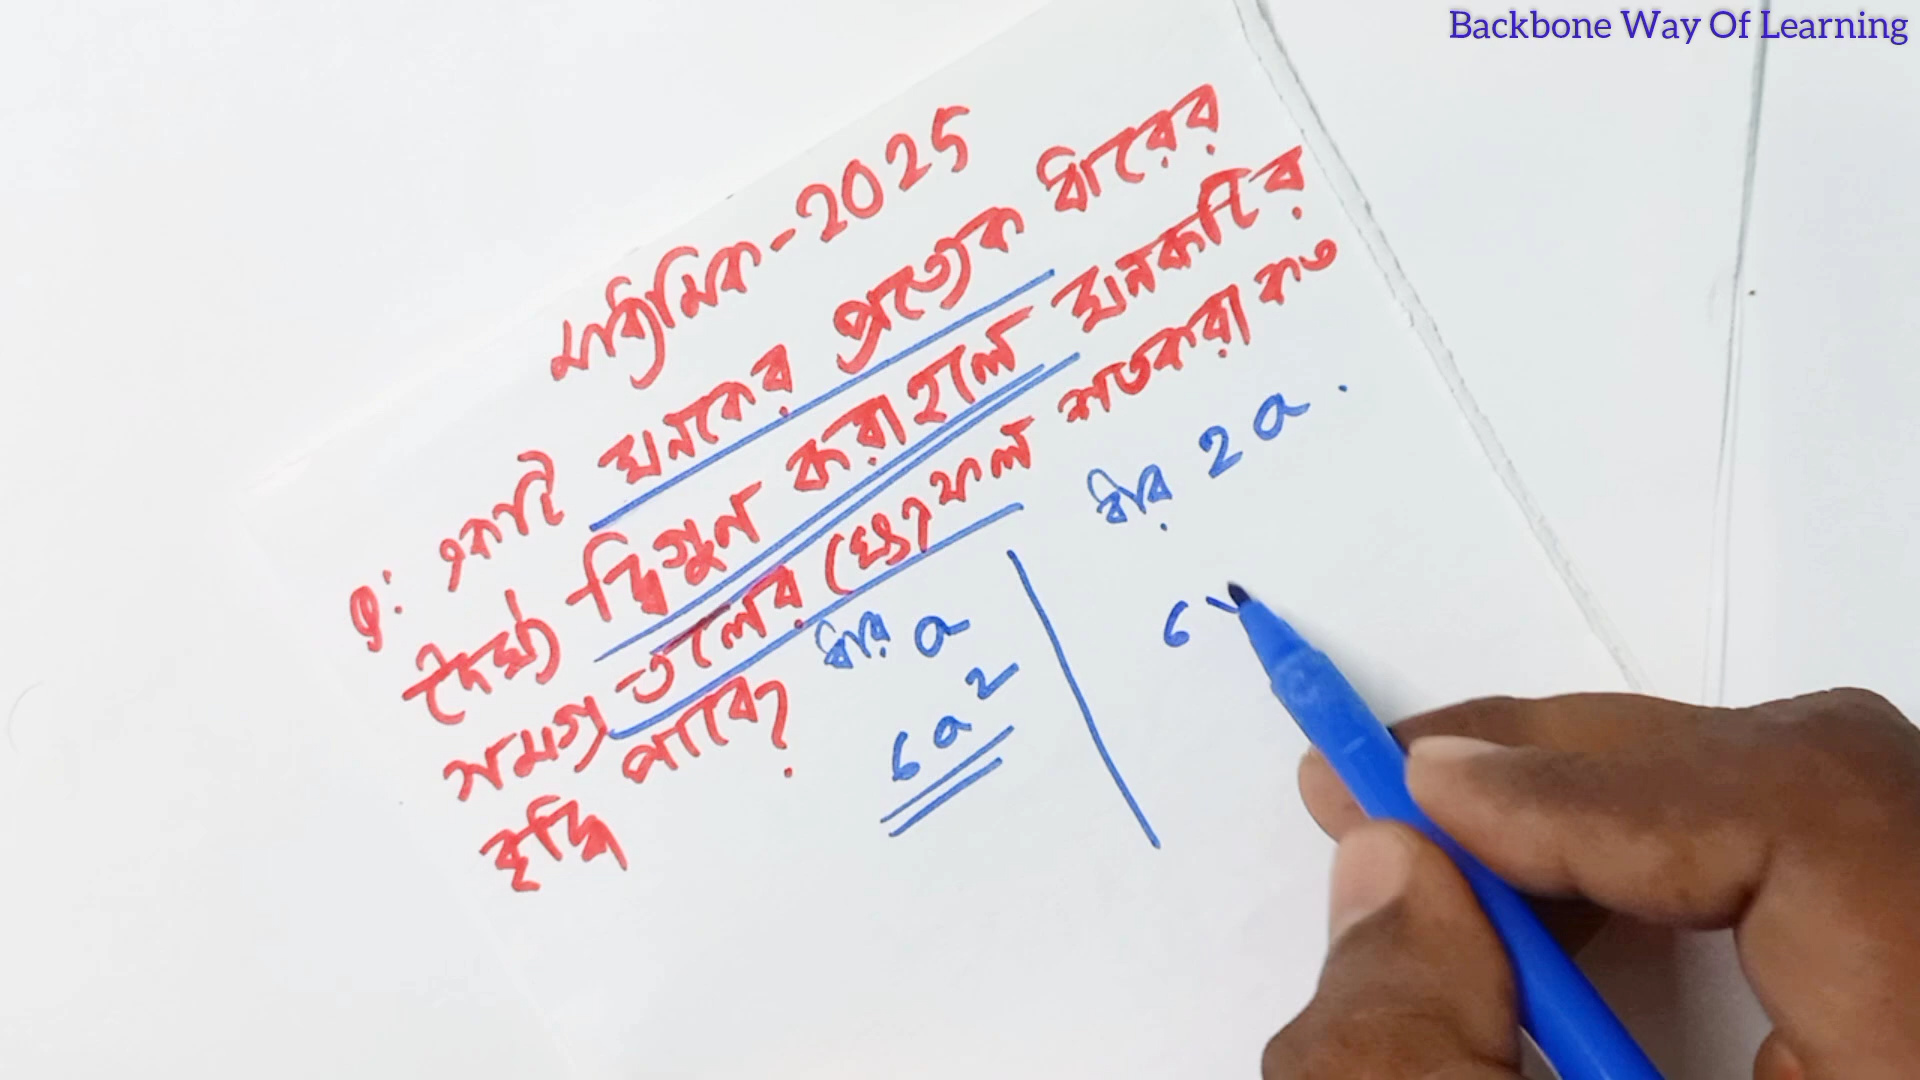 Backbone Way Of Learning
মাধ্যমিক-2025
Q: একটি ঘনকের প্রত্যেক ধারের
দৈর্ঘ্য দ্বিগুণ করা হলে ঘনকটির
সমগ্র তলের ক্ষেত্রফল শতকরা কত
বৃদ্ধি পাবে?
ধার a
6a²
ধার 2a.
6